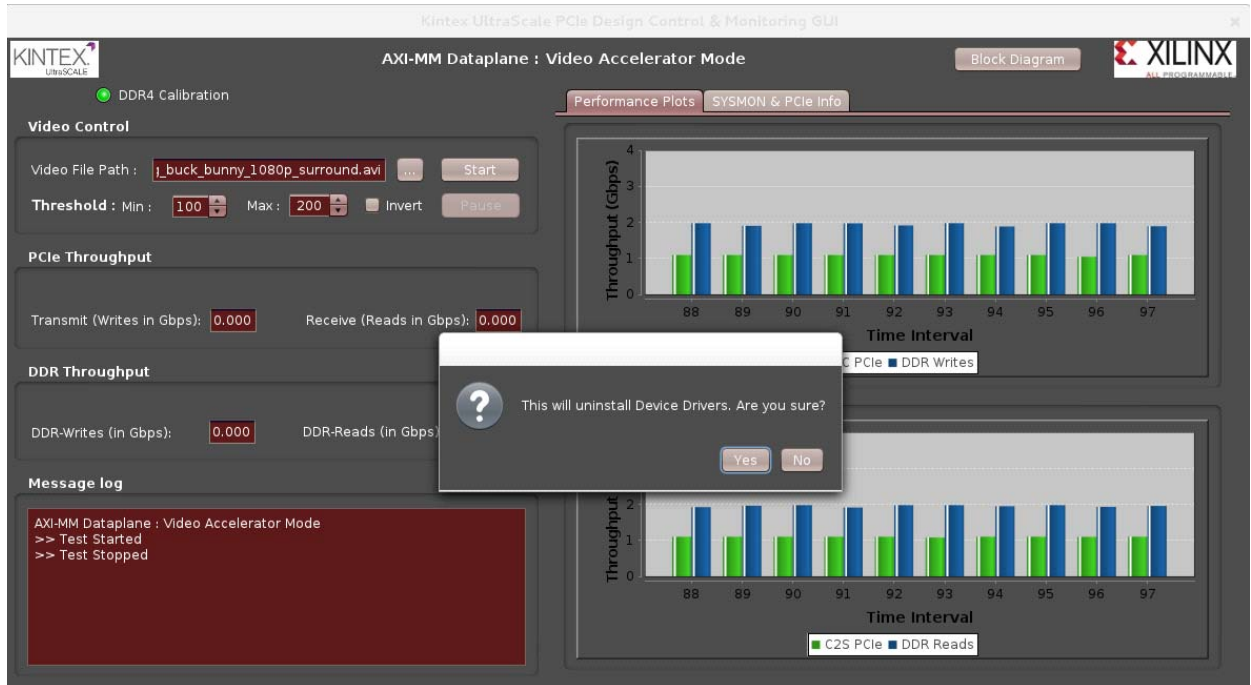 Kintex UltraScale PCIe Design Control & Monitoring GUI
KINTEX
UltraSCALE
AXI-MM Dataplane : Video Accelerator Mode
Block Diagram
XILINX
ALL PROGRAMMABLE
DDR4 Calibration
Performance Plots
SYSMON & PCIe Info
Video Control
Video File Path :
_buck_bunny_1080p_surround.avi
...
Start
Threshold : Min :
100
Max :
200
Invert
Pause
PCIe Throughput
Transmit (Writes in Gbps):
0.000
Receive (Reads in Gbps):
0.000
DDR Throughput
DDR-Writes (in Gbps):
0.000
DDR-Reads (in Gbps)
Message log
AXI-MM Dataplane : Video Accelerator Mode
>> Test Started
>> Test Stopped
Throughput (Gbps)
4
3
2
1
0
88 89 90 91 92 93 94 95 96 97
Time Interval
C PCIe DDR Writes
This will uninstall Device Drivers. Are you sure?
Yes
No
Throughput
2
1
0
88 89 90 91 92 93 94 95 96 97
Time Interval
C2S PCIe DDR Reads